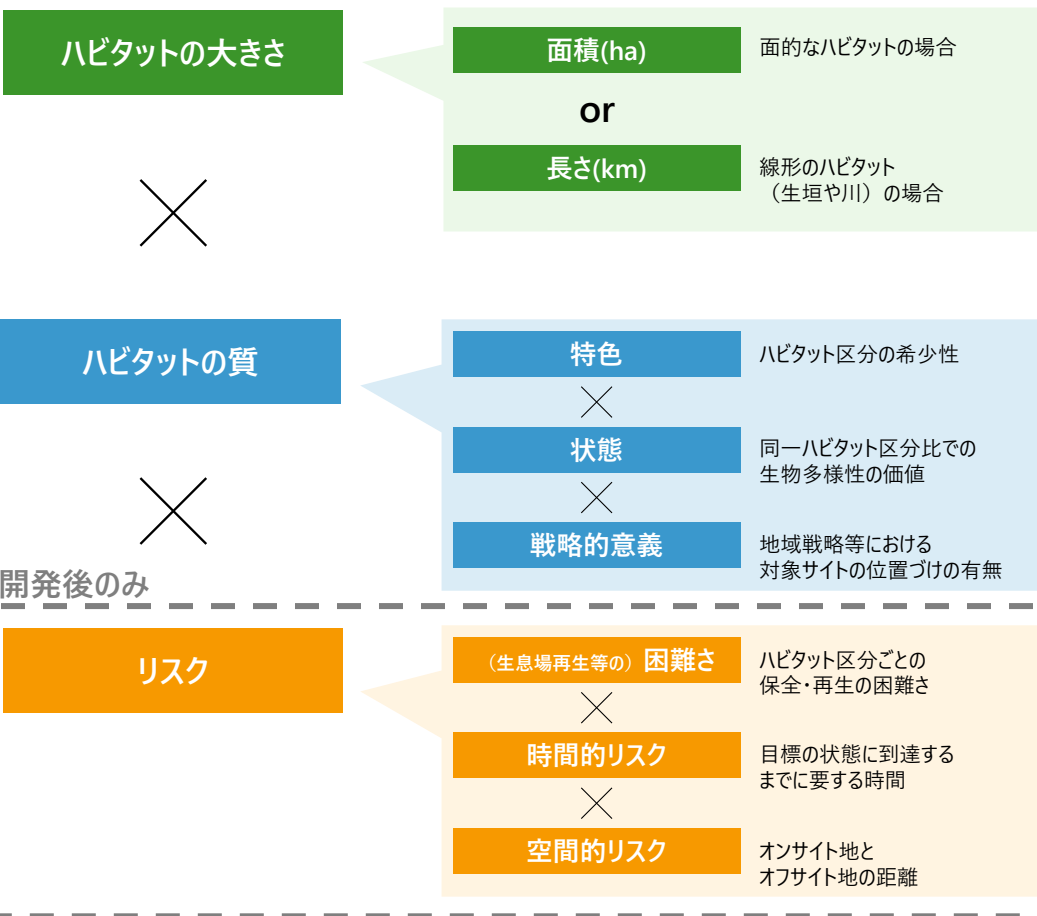 ハビタットの大きさ
面積(ha)
面的なハビタットの場合
or
長さ(km)
線形のハビタット
（生垣や川）の場合
ハビタットの質
特色
ハビタット区分の希少性
状態
同一ハビタット区分比での
生物多様性の価値
戦略的意義
地域戦略等における
対象サイトの位置づけの有無
開発後のみ
リスク
（生息場再生等の）困難さ
ハビタット区分ごとの
保全・再生の困難さ
時間的リスク
目標の状態に到達する
までに要する時間
空間的リスク
オンサイト地と
オフサイト地の距離